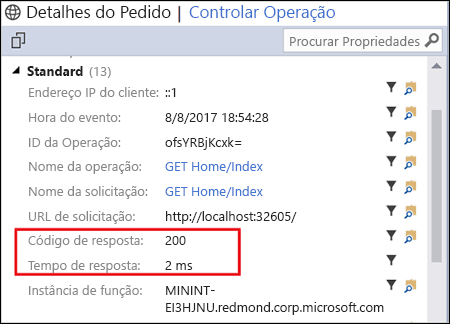 Detalhes do Pedido | Controlar Operação
Procurar Propriedades
Standard (13)
Endereço IP do cliente: ::1
Hora do evento: 8/8/2017 18:54:28
ID da Operação: ofsYRBjKcxk=
Nome da operação: GET Home/Index
Nome da solicitação: GET Home/Index
URL de solicitação: http://localhost:32605/
Código de resposta: 200
Tempo de resposta: 2 ms
Instância de função: MININT-
EI3HJNU.redmond.corp.microsoft.com